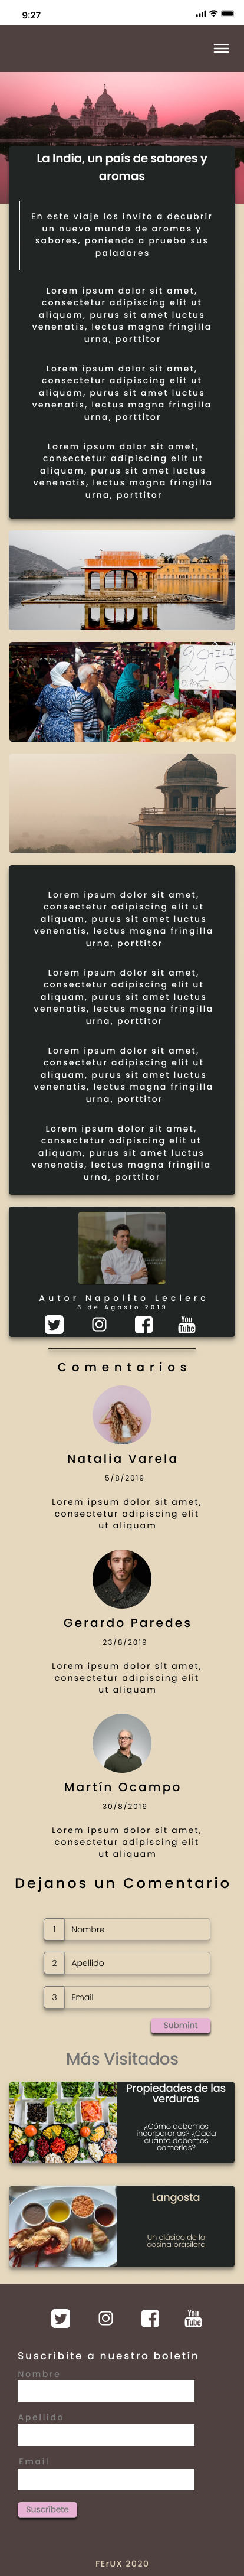 9:27
La India, un país de sabores y
aromas
En este viaje los invito a decubrir
un nuevo mundo de aromas y
sabores, poniendo a prueba sus
paladares
Lorem ipsum dolor sit amet,
consectetur adipiscing elit ut
aliquam, purus sit amet luctus
venenatis, lectus magna fringilla
urna, porttitor
Lorem ipsum dolor sit amet,
consectetur adipiscing elit ut
aliquam, purus sit amet luctus
venenatis, lectus magna fringilla
urna, porttitor
Lorem ipsum dolor sit amet,
consectetur adipiscing elit ut
aliquam, purus sit amet luctus
venenatis, lectus magna fringilla
urna, porttitor
Lorem ipsum dolor sit amet,
consectetur adipiscing elit ut
aliquam, purus sit amet luctus
venenatis, lectus magna fringilla
urna, porttitor
Lorem ipsum dolor sit amet,
consectetur adipiscing elit ut
aliquam, purus sit amet luctus
venenatis, lectus magna fringilla
urna, porttitor
Lorem ipsum dolor sit amet,
consectetur adipiscing elit ut
aliquam, purus sit amet luctus
venenatis, lectus magna fringilla
urna, porttitor
Lorem ipsum dolor sit amet,
consectetur adipiscing elit ut
aliquam, purus sit amet luctus
venenatis, lectus magna fringilla
urna, porttitor
Autor Napolito Leclerc
3 de Agosto 2019
You
Tube
Comentarios
Natalia Varela
5/8/2019
Lorem ipsum dolor sit amet,
consectetur adipiscing elit
ut aliquam
Gerardo Paredes
23/8/2019
Lorem ipsum dolor sit amet,
consectetur adipiscing elit
ut aliquam
Martín Ocampo
30/8/2019
Lorem ipsum dolor sit amet,
consectetur adipiscing elit
ut aliquam
Dejanos un Comentario
1 Nombre
2 Apellido
3 Email
Submint
Más Visitados
Propiedades de las
verduras
¿Cómo debemos
incorporarlas? ¿Cada
cuánto debemos
comerlas?
Langosta
Un clásico de la
cosina brasilera
You
Tube
Suscribite a nuestro boletín
Nombre
Apellido
Email
Suscribete
FErUX 2020